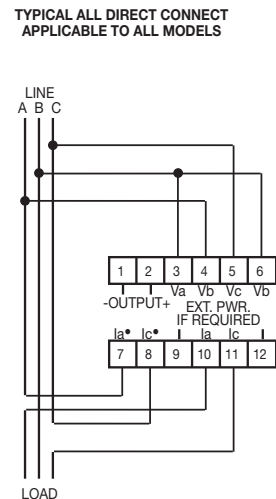 TYPICAL ALL DIRECT CONNECT
APPLICABLE TO ALL MODELS
LINE
A B C
1 2 3 4 5 6
Va Vb Vc Vb
-OUTPUT+ EXT. PWR.
IF REQUIRED
Ia• Ic• Ia Ic
7 8 9 10 11 12
LOAD